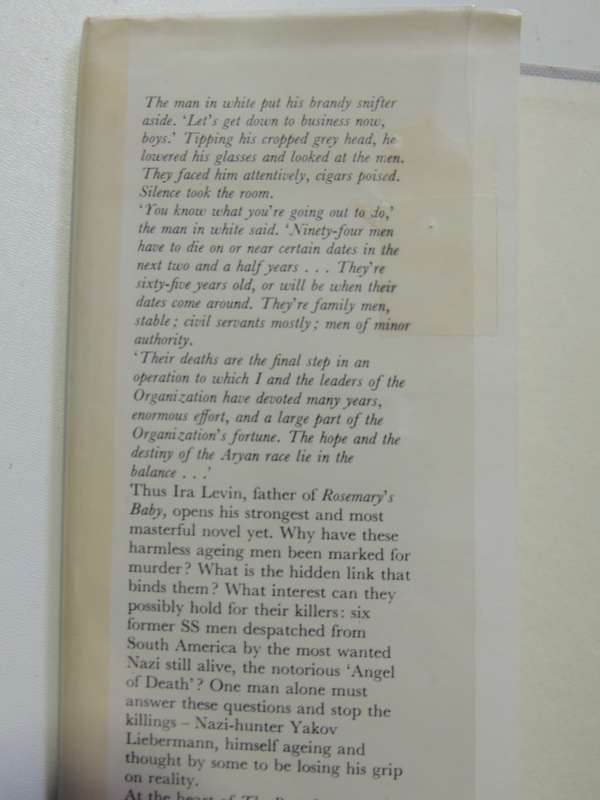 The man in white put his brandy snifter
aside. ‘Let's get down to business now,
boys.’ Tipping his cropped grey head, he
lowered his glasses and looked at the men.
They faced him attentively, cigars poised.
Silence took the room.
‘You know what you're going out to do,’
the man in white said. ‘Ninety-four men
have to die on or near certain dates in the
next two and a half years . . . They're
sixty-five years old, or will be when their
dates come around. They're family men,
stable; civil servants mostly; men of minor
authority.
‘Their deaths are the final step in an
operation to which I and the leaders of the
Organization have devoted many years,
enormous effort, and a large part of the
Organization's fortune. The hope and the
destiny of the Aryan race lie in the
balance . . .’
Thus Ira Levin, father of Rosemary's
Baby, opens his strongest and most
masterful novel yet. Why have these
harmless ageing men been marked for
murder? What is the hidden link that
binds them? What interest can they
possibly hold for their killers: six
former SS men despatched from
South America by the most wanted
Nazi still alive, the notorious ‘Angel
of Death’? One man alone must
answer these questions and stop the
killings – Nazi-hunter Yakov
Liebermann, himself ageing and
thought by some to be losing his grip
on reality.
At the heart of The